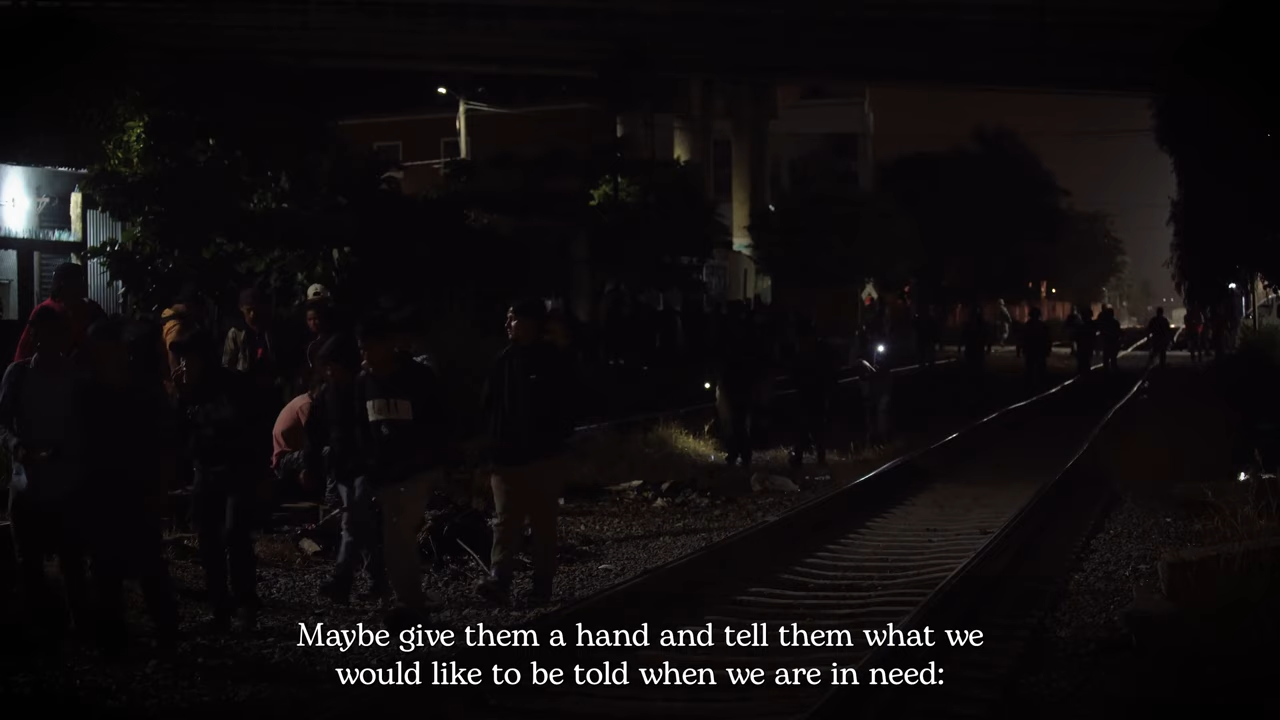 Maybe give them a hand and tell them what we
would like to be told when we are in need: